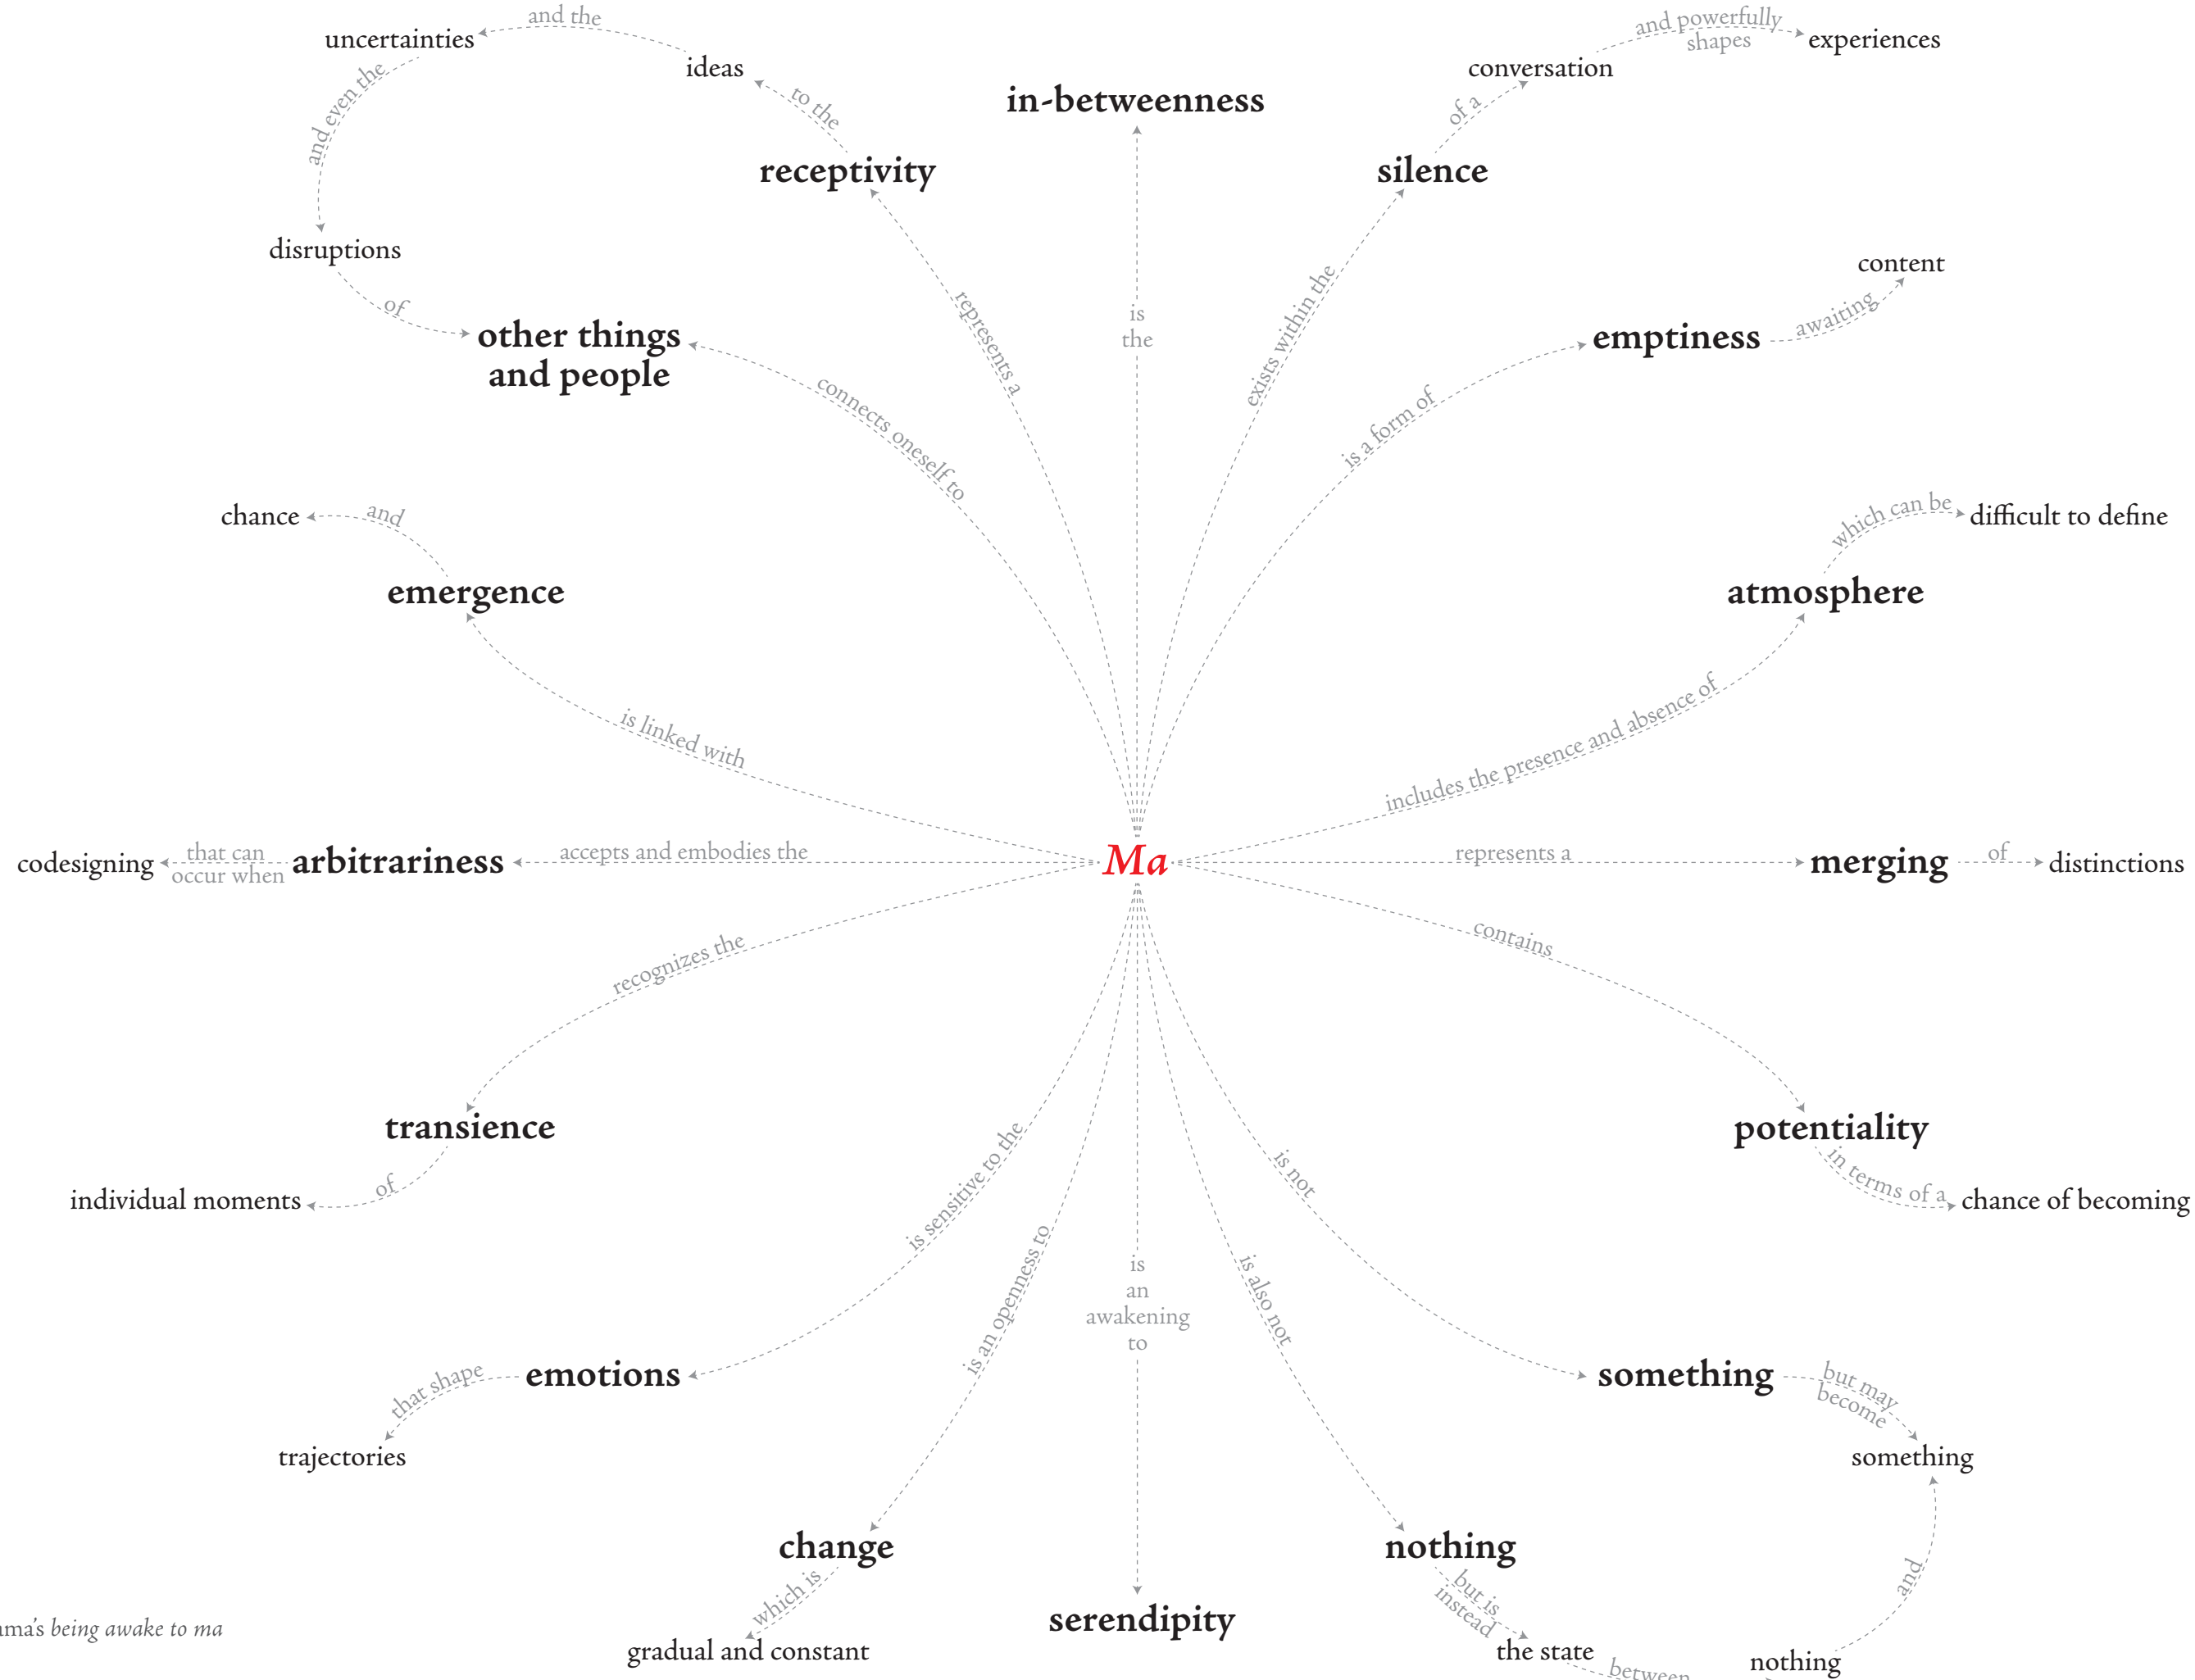 and the
and powerfully
shapes
uncertainties
experiences
ideas
conversation
and even the
to the
in-betweenness
of a
receptivity
silence
disruptions
content
of
represents a
is
the
exists within the
awaiting
other things
and people
emptiness
connects oneself to
is a form of
chance
and
which can be
difficult to define
emergence
atmosphere
is linked with
includes the presence and absence of
codesigning
that can
occur when
arbitrariness
accepts and embodies the
Ma
represents a
merging
of
distinctions
recognizes the
contains
transience
potentiality
individual moments
of
in terms of a
chance of becoming
is sensitive to the
is not
is an openness to
is
an
awakening
to
is also not
that shape
emotions
something
but may
become
trajectories
something
change
nothing
which is
but is
instead
and
serendipity
being awake to ma
gradual and constant
the state
between
nothing